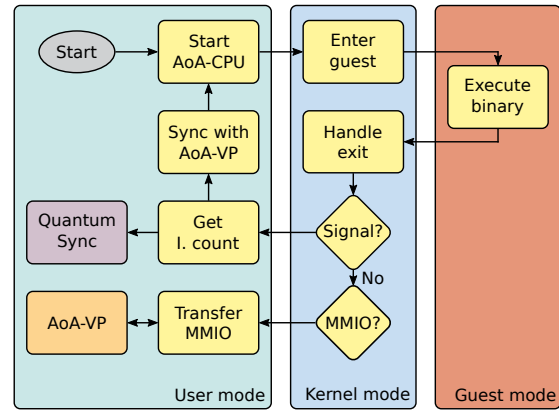 Start
Start
AoA-CPU
Enter
guest
Execute
binary
Sync with
AoA-VP
Handle
exit
Quantum
Sync
Get
I. count
Signal?
No
AoA-VP
Transfer
MMIO
MMIO?
User mode
Kernel mode
Guest mode